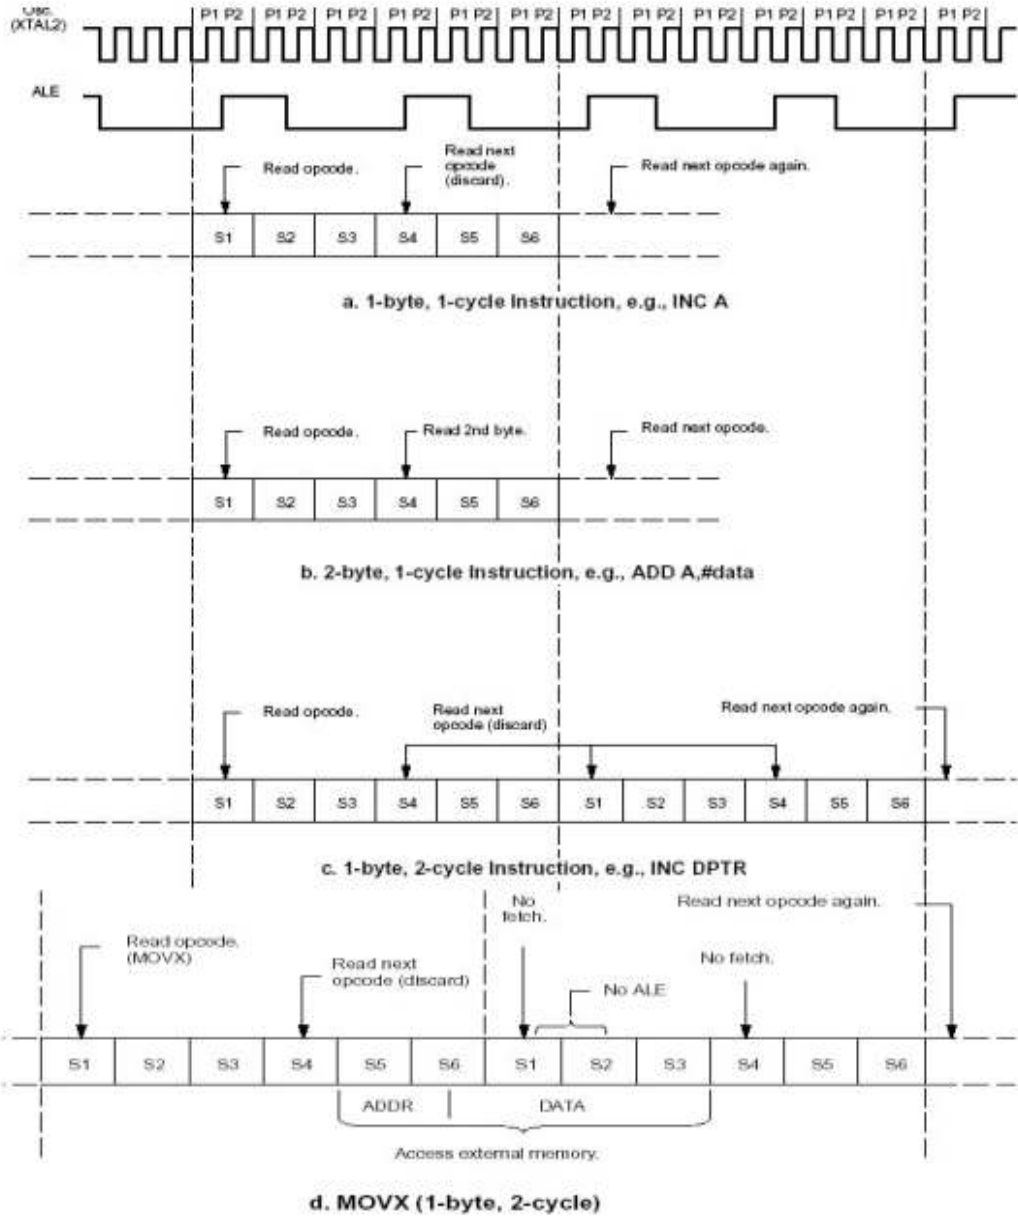 Osc.
(XTAL2)
P1 P2 P1 P2 P1 P2 P1 P2 P1 P2 P1 P2 P1 P2 P1 P2 P1 P2 P1 P2 P1 P2 P1 P2 P1 P2
ALE
Read opcode.
Read next
opcode
(discard).
Read next opcode again.
S1 S2 S3 S4 S5 S6
a. 1-byte, 1-cycle Instruction, e.g., INC A
Read opcode.
Read 2nd byte.
Read next opcode.
S1 S2 S3 S4 S5 S6
b. 2-byte, 1-cycle Instruction, e.g., ADD A,#data
Read opcode.
Read next
opcode (discard)
Read next opcode again.
S1 S2 S3 S4 S5 S6 S1 S2 S3 S4 S5 S6
c. 1-byte, 2-cycle Instruction, e.g., INC DPTR
Read opcode.
(MOVX)
Read next
opcode (discard)
No
fetch.
No ALE
No fetch.
Read next opcode again.
S1 S2 S3 S4 S5 S6 S1 S2 S3 S4 S5 S6
ADDR DATA
Access external memory.
d. MOVX (1-byte, 2-cycle)